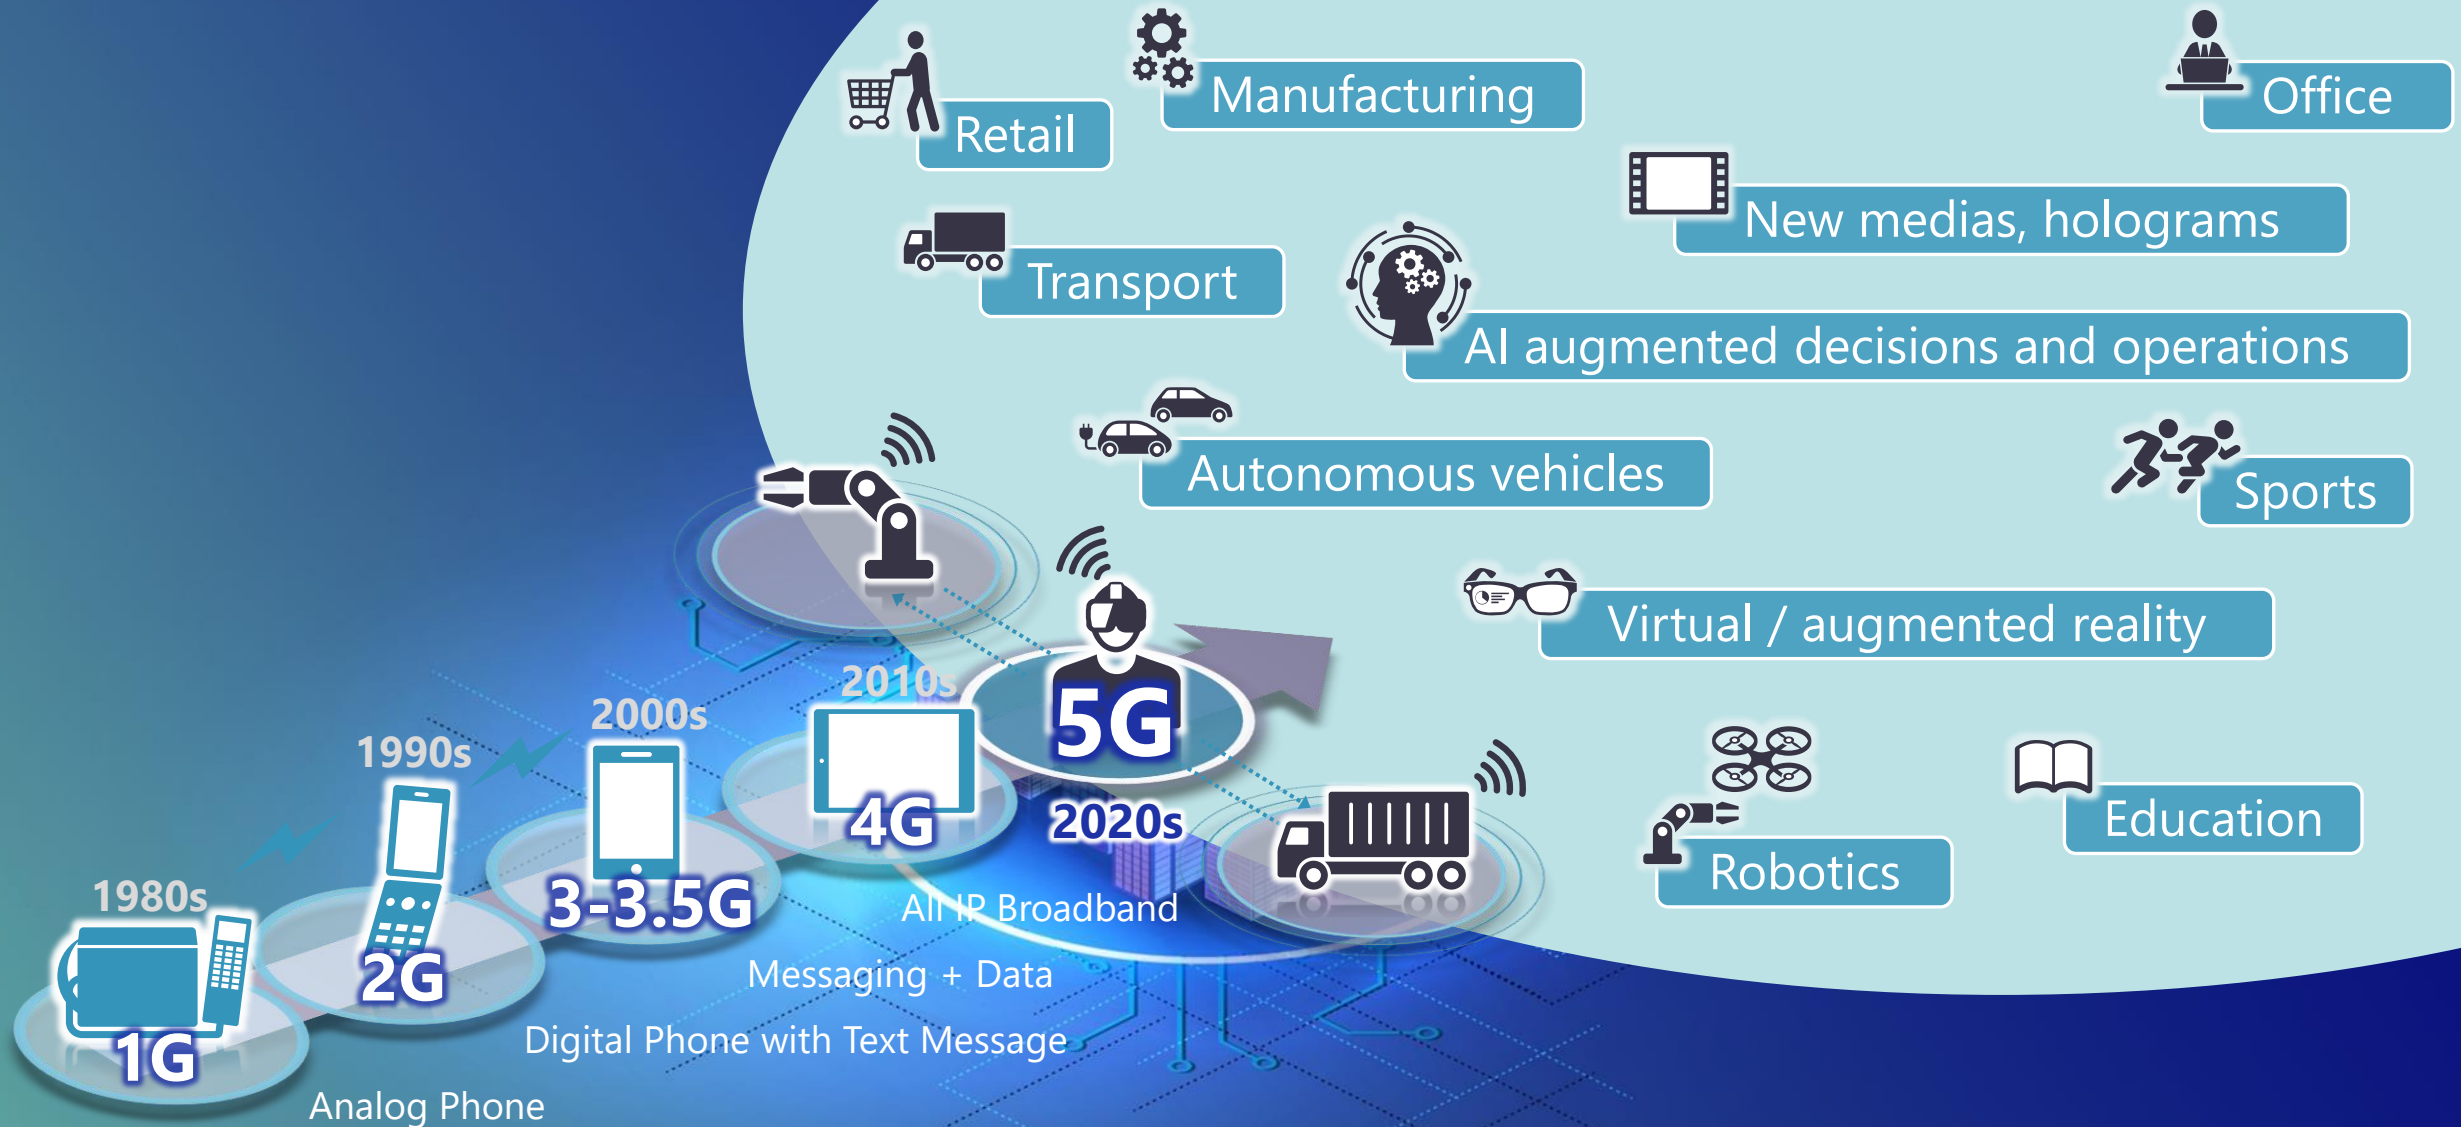 Retail
Manufacturing
Office
New medias, holograms
Transport
AI augmented decisions and operations
Autonomous vehicles
Sports
Virtual / augmented reality
Robotics
Education
1980s
1G
Analog Phone
1990s
2G
Digital Phone with Text Message
2000s
3-3.5G
Messaging + Data
2010s
4G
All IP Broadband
5G
2020s